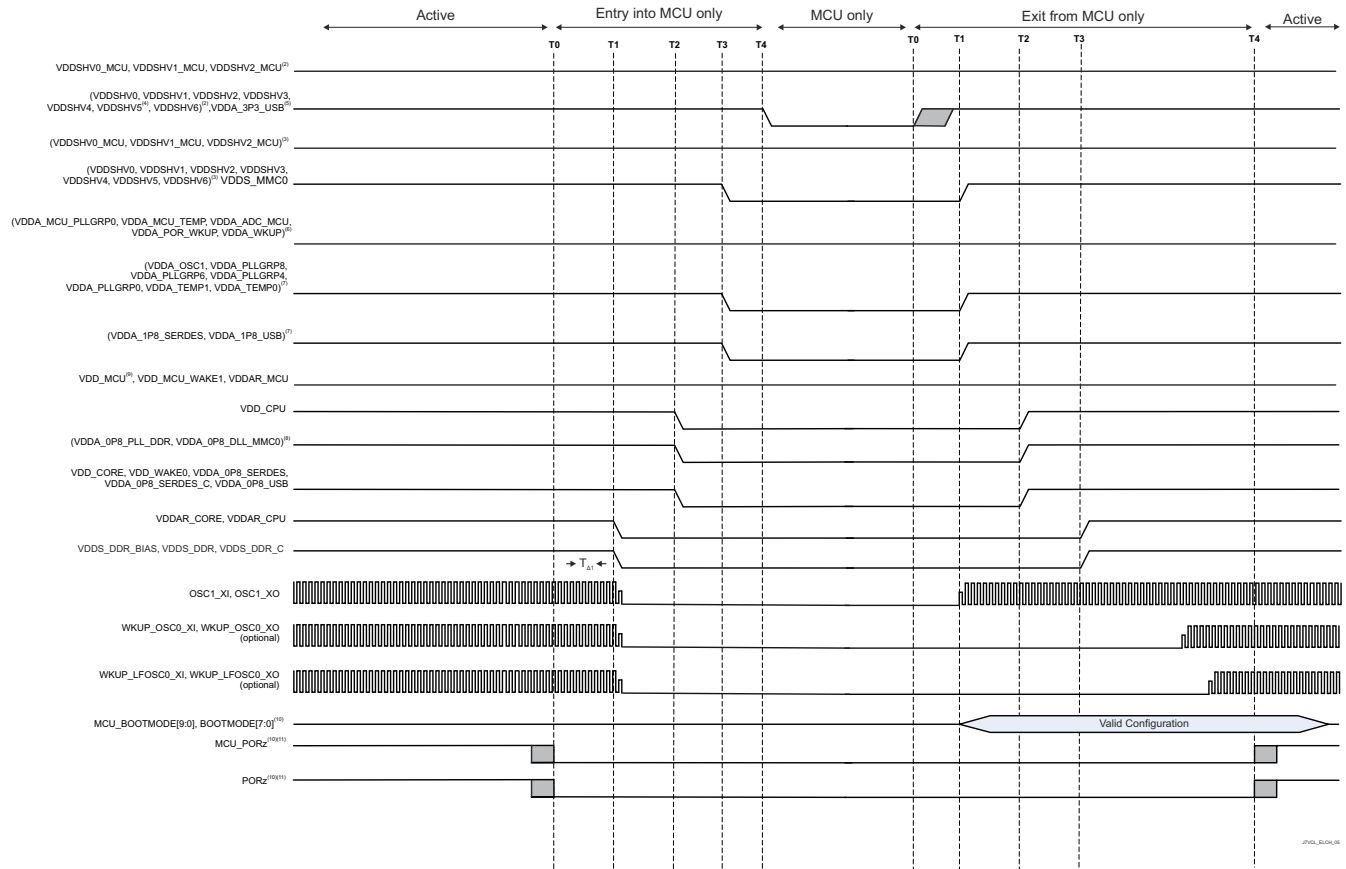 Active
Entry into MCU only
MCU only
Exit from MCU only
Active
T0
T1
T2
T3
T4
T0
T1
T2
T3
T4
VDDSHV0_MCU, VDDSHV1_MCU, VDDSHV2_MCU(2)
(VDDSHV0, VDDSHV1, VDDSHV2, VDDSHV3,
VDDSHV4, VDDSHV5(4), VDDSHV6)(2),VDDA_3P3_USB(5)
(VDDSHV0_MCU, VDDSHV1_MCU, VDDSHV2_MCU)(3)
(VDDSHV0, VDDSHV1, VDDSHV2, VDDSHV3,
VDDSHV4, VDDSHV5, VDDSHV6)(3) VDDS_MMC0
(VDDA_MCU_PLLGRP0, VDDA_MCU_TEMP, VDDA_ADC_MCU,
VDDA_POR_WKUP, VDDA_WKUP)(6)
(VDDA_OSC1, VDDA_PLLGRP8,
VDDA_PLLGRP6, VDDA_PLLGRP4,
VDDA_PLLGRP0, VDDA_TEMP1, VDDA_TEMP0)(7)
(VDDA_1P8_SERDES, VDDA_1P8_USB)(7)
VDD_MCU(9), VDD_MCU_WAKE1, VDDAR_MCU
VDD_CPU
(VDDA_0P8_PLL_DDR, VDDA_0P8_DLL_MMC0)(8)
VDD_CORE, VDD_WAKE0, VDDA_0P8_SERDES,
VDDA_0P8_SERDES_C, VDDA_0P8_USB
VDDAR_CORE, VDDAR_CPU
VDDS_DDR_BIAS, VDDS_DDR, VDDS_DDR_C
TΔ1
OSC1_XI, OSC1_XO
WKUP_OSC0_XI, WKUP_OSC0_XO
(optional)
WKUP_LFOSC0_XI, WKUP_LFOSC0_XO
(optional)
MCU_BOOTMODE[9:0], BOOTMODE[7:0](10)
Valid Configuration
MCU_PORz(10)(11)
PORz(10)(11)
J7VCL_ELCH_05